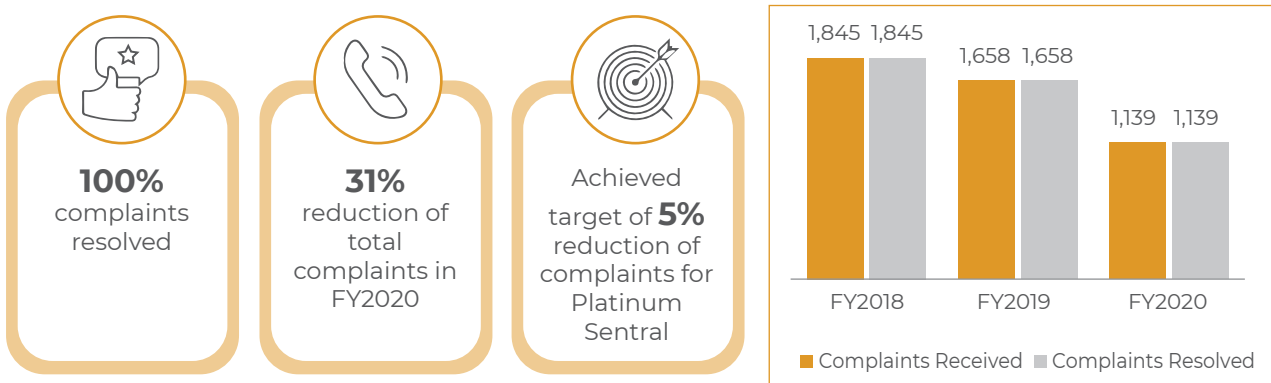 100%
complaints
resolved
31%
reduction of
total
complaints in
FY2020
Achieved
target of 5%
reduction of
complaints for
Platinum
Sentral
1,845 1,845
1,658 1,658
1,139 1,139
FY2018 FY2019 FY2020
Complaints Received Complaints Resolved